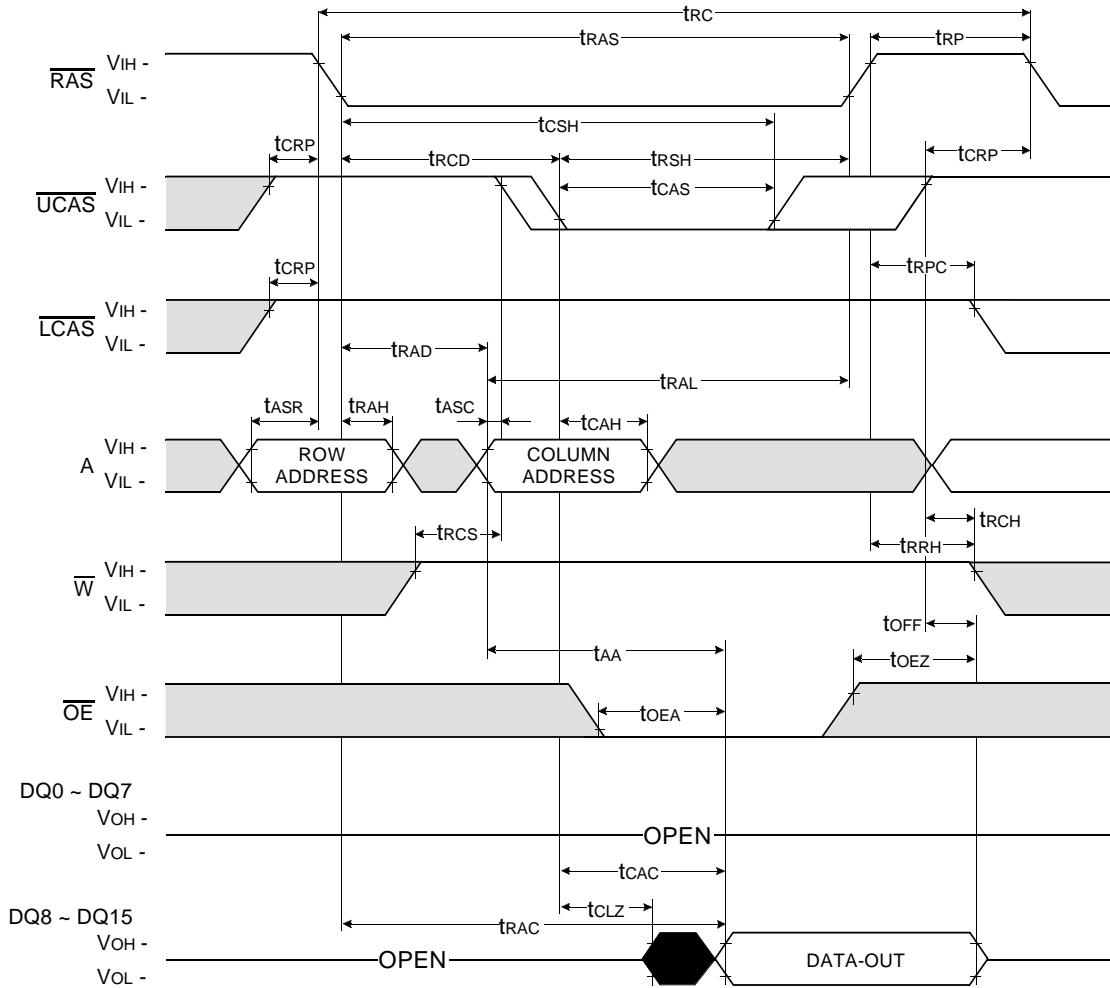 tRC
tRAS
tRP
RAS
VIH -
VIL -
tCSH
tCRP
tRCD
tRSH
tCRP
UCAS
VIH -
VIL -
tCAS
tCRP
tRPC
LCAS
VIH -
VIL -
tRAD
tRAL
tASR
tRAH
tASC
tCAH
A
VIH -
VIL -
ROW
ADDRESS
COLUMN
ADDRESS
tRCS
tRCH
tRRH
W
VIH -
VIL -
tOFF
tAA
tOEZ
OE
VIH -
VIL -
tOEA
DQ0 ~ DQ7
VOH -
VOL -
OPEN
tCAC
tCLZ
DQ8 ~ DQ15
tRAC
VOH -
VOL -
OPEN
DATA-OUT